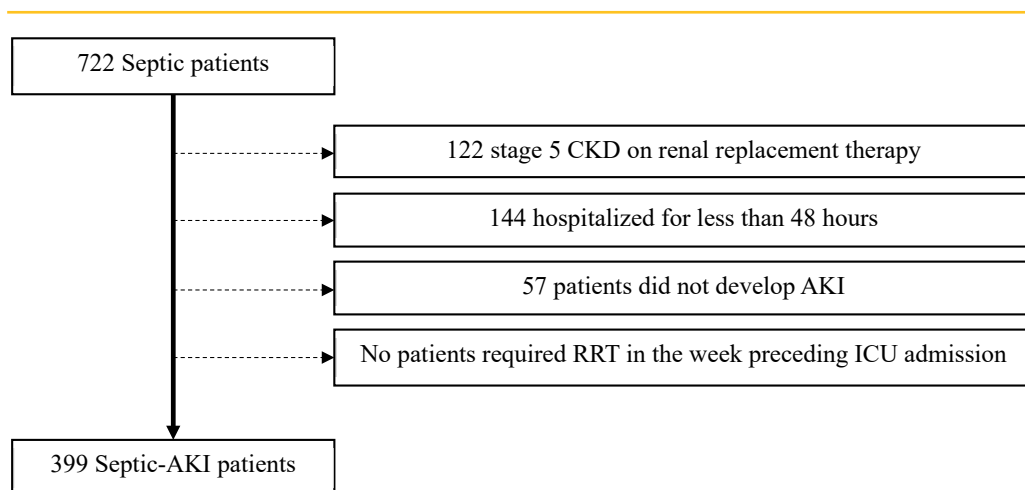 722 Septic patients
122 stage 5 CKD on renal replacement therapy
144 hospitalized for less than 48 hours
57 patients did not develop AKI
No patients required RRT in the week preceding ICU admission
399 Septic-AKI patients